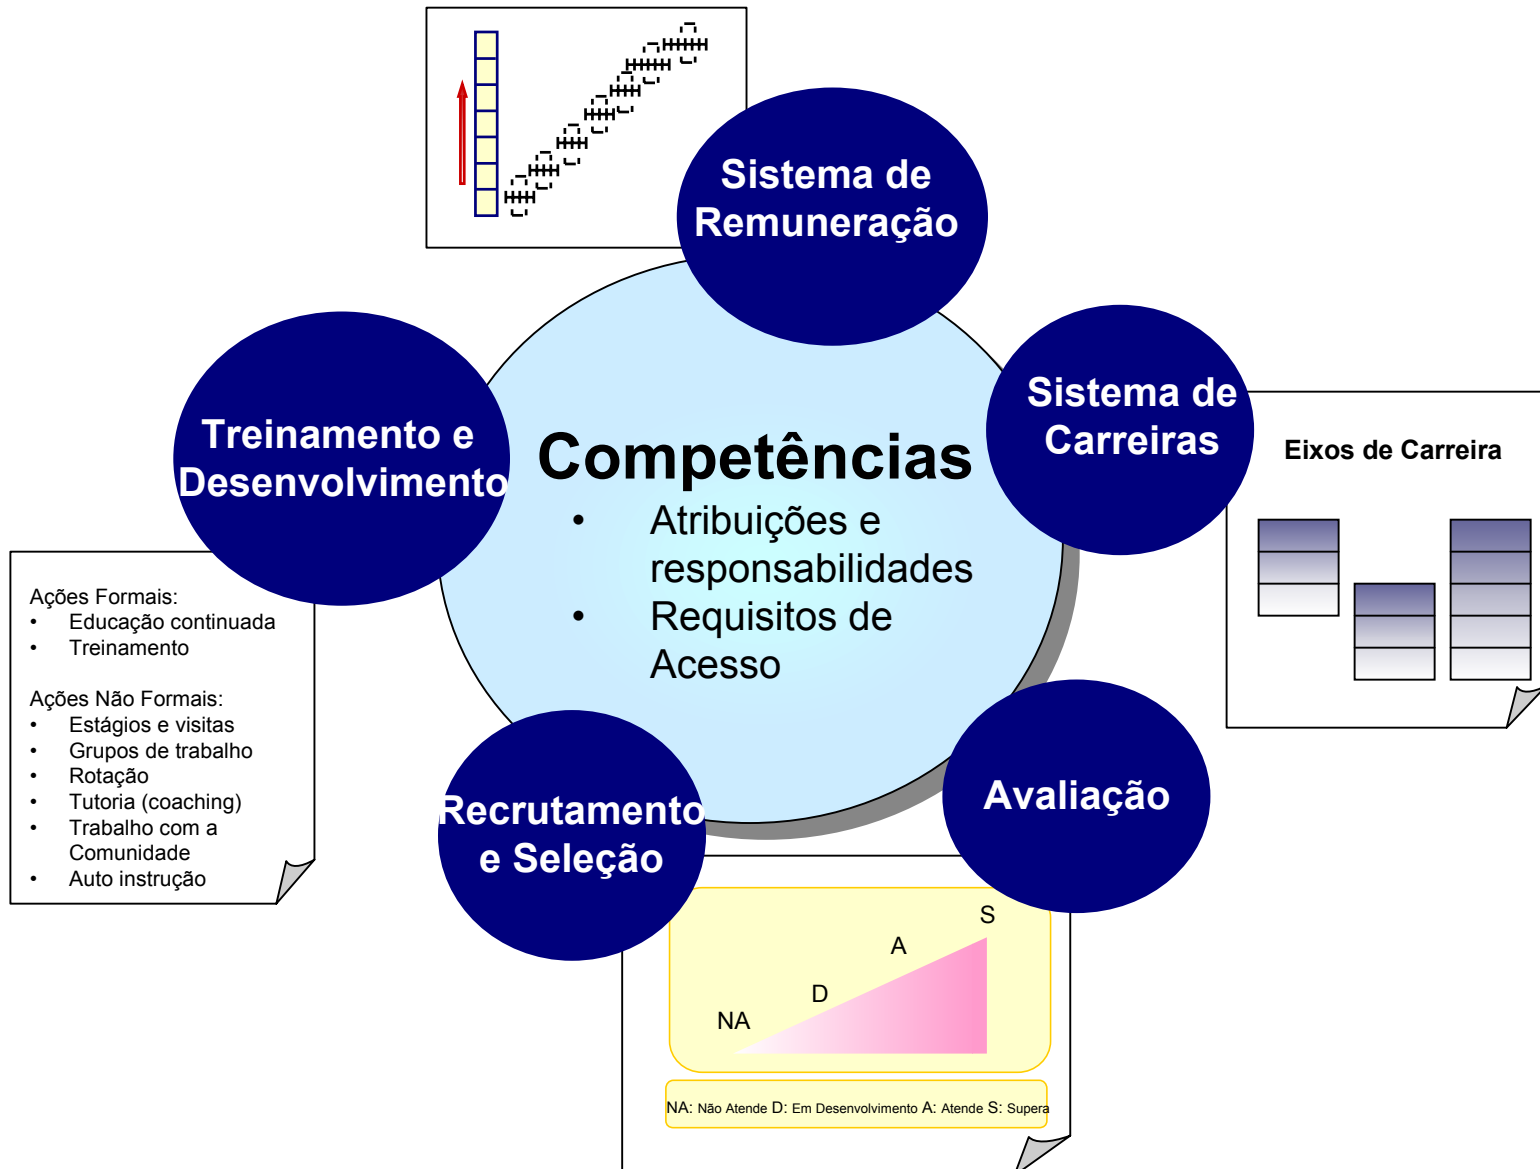 Sistema de
Remuneração
Sistema de
Carreiras
Treinamento e
Desenvolvimento
Competências
• Atribuições e
responsabilidades
• Requisitos de
Acesso
Eixos de Carreira
Ações Formais:
• Educação continuada
• Treinamento
Ações Não Formais:
• Estágios e visitas
• Grupos de trabalho
• Rotação
• Tutoria (coaching)
• Trabalho com a
Comunidade
• Auto instrução
Recrutamento
e Seleção
Avaliação
S
A
D
NA
NA: Não Atende D: Em Desenvolvimento A: Atende S: Supera